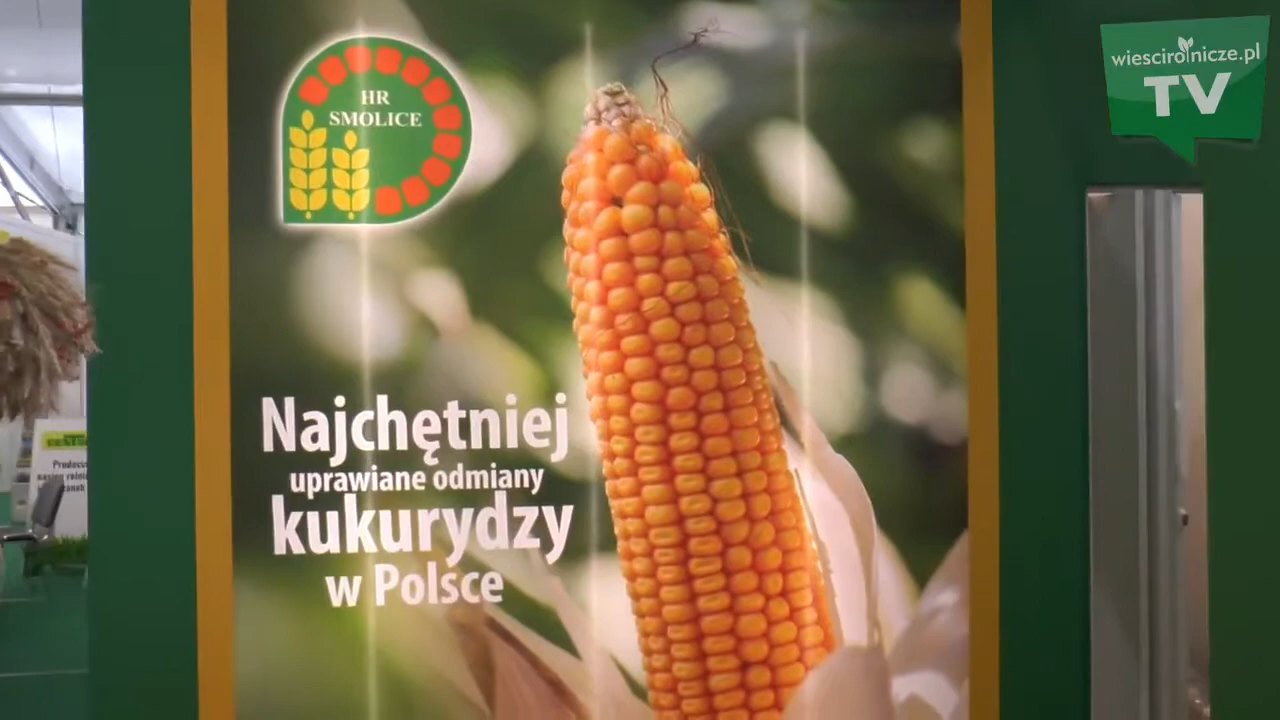 HR
SMOLICE
wiescirolnicze.pl
TV
Najchętniej
uprawiane odmiany
kukurydzy
w Polsce